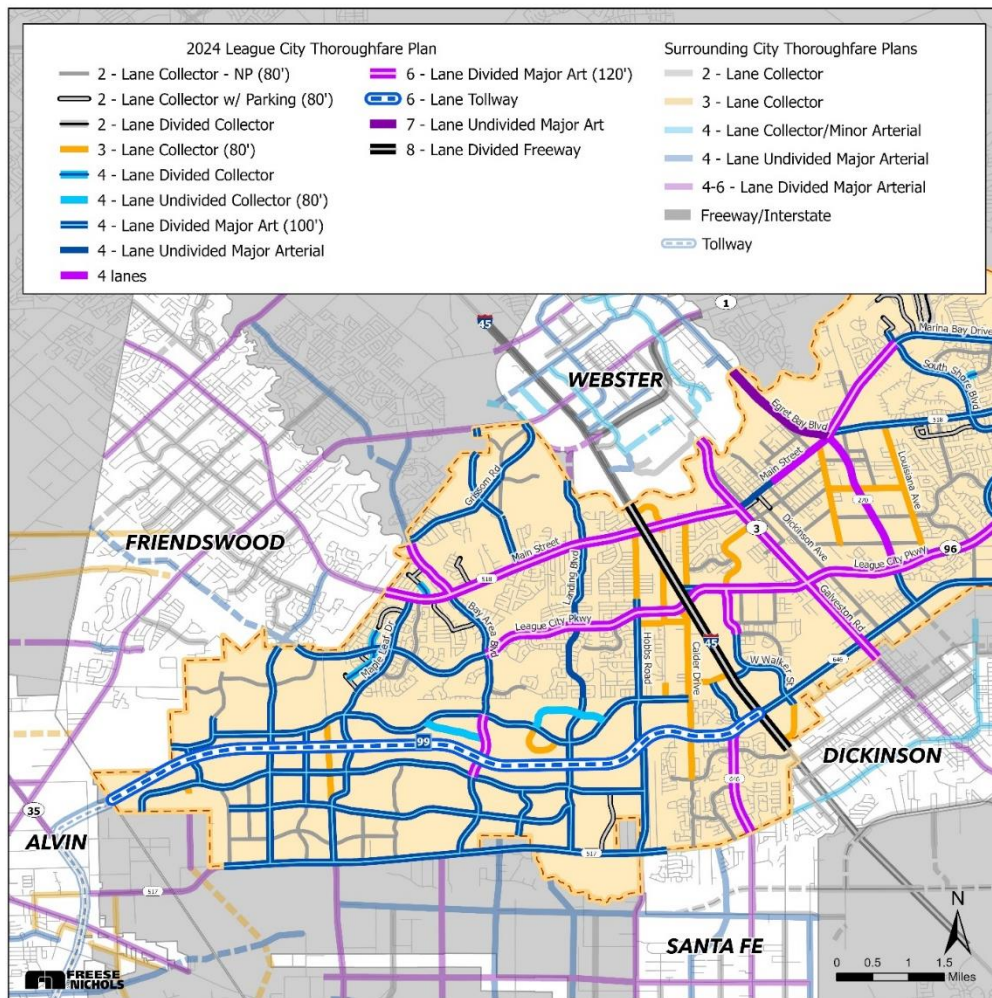 2024 League City Thoroughfare Plan
2 - Lane Collector - NP (80')
2 - Lane Collector w/ Parking (80')
2 - Lane Divided Collector
3 - Lane Collector (80')
4 - Lane Divided Collector
4 - Lane Undivided Collector (80')
4 - Lane Divided Major Art (100')
4 - Lane Undivided Major Arterial
4 lanes
6 - Lane Divided Major Art (120')
6 - Lane Tollway
7 - Lane Undivided Major Art
8 - Lane Divided Freeway
Surrounding City Thoroughfare Plans
2 - Lane Collector
3 - Lane Collector
4 - Lane Collector/Minor Arterial
4 - Lane Undivided Major Arterial
4-6 - Lane Divided Major Arterial
Freeway/Interstate
Tollway
1
45
Marina Bay Drive
South Shore Blvd
WEBSTER
Egret Bay Blvd
518
Main Street
Louisiana Ave
Grissom Rd
270
3
Dickinson Ave
FRIENDSWOOD
Main Street
518
Landing Blvd
League City Pkwy
96
Bay Area Blvd
League City Pkwy
Maple Leaf Dr
Hobbs Road
45
Calder Drive
Galveston Rd
W Walker St
646
99
DICKINSON
646
35
ALVIN
517
517
SANTA FE
N
0 0.5 1 1.5
Miles
FREESE
NICHOLS